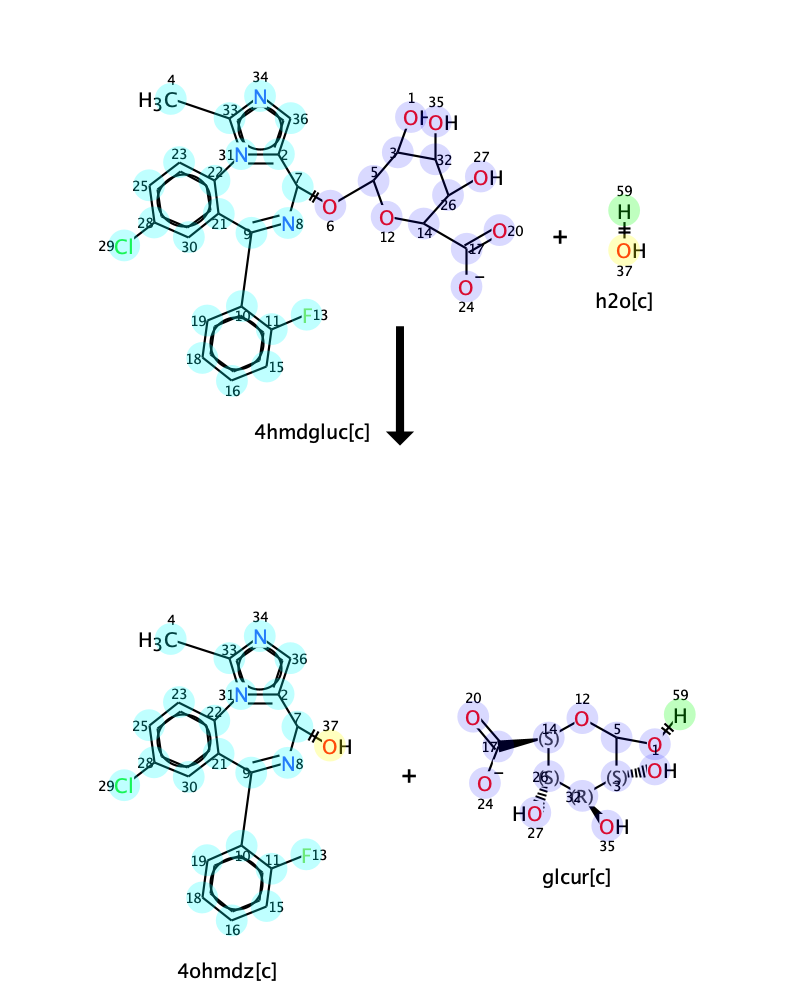 4
34
H₃C
N
33
36
31
N
2
23
22
7
25
21
N
8
28
9
29
Cl
30
O
6
1
OH
35
OH
3
32
27
OH
5
26
O
12
14
17
O
20
O
−
24
19
10
11
F
13
18
15
16
4hmdgluc[c]
+
59
H
OH
37
h2o[c]
4
34
H₃C
N
33
36
31
N
2
23
22
7
37
OH
25
21
N
8
28
9
29
Cl
30
19
10
11
F
13
18
15
16
4ohmdz[c]
+
20
O
12
O
59
H
17
14
(S)
5
O
1
OH
O
−
24
(S)
(S)
3
32
(R)
HO
27
OH
35
glcur[c]